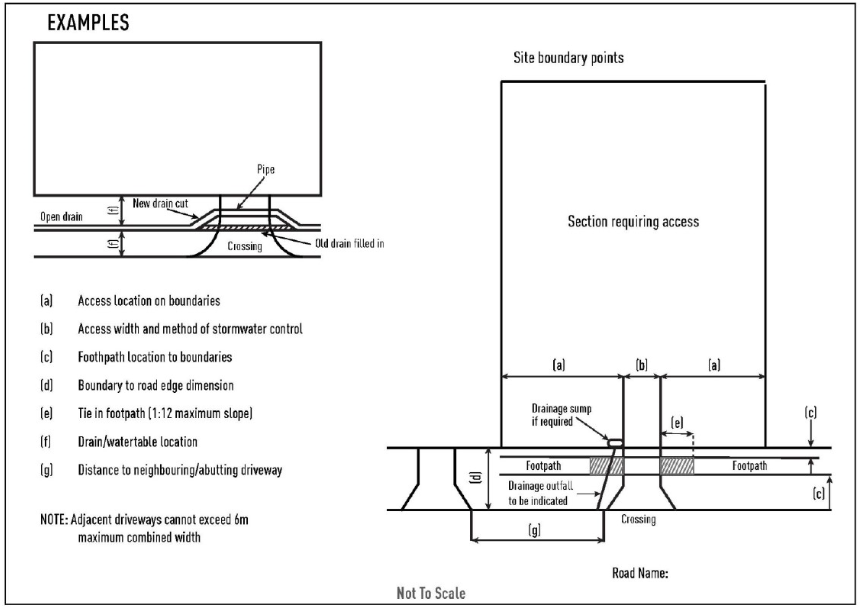 EXAMPLES
Pipe
New drain cut
(f)
Open drain
(f)
Crossing
Old drain filled in
(a) Access location on boundaries
(b) Access width and method of stormwater control
(c) Foothpath location to boundaries
(d) Boundary to road edge dimension
(e) Tie in footpath (1:12 maximum slope)
(f) Drain/watertable location
(g) Distance to neighbouring/abutting driveway
NOTE: Adjacent driveways cannot exceed 6m
maximum combined width
Site boundary points
Section requiring access
(a) (b) (a)
Drainage sump
if required
(e)
(c)
Footpath
Footpath
(d)
Drainage outfall
to be indicated
(c)
Crossing
(g)
Road Name:
Not To Scale